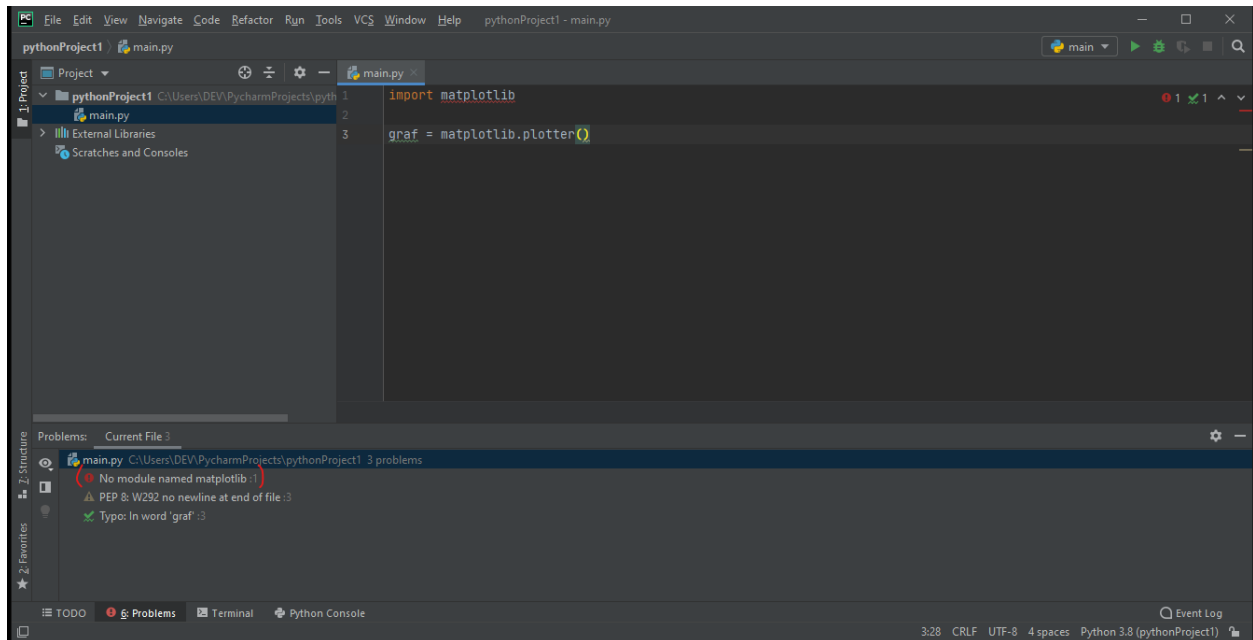 PC File Edit View Navigate Code Refactor Run Tools VCS Window Help pythonProject1 - main.py
pythonProject1 main.py main
1: Project
Project main.py
pythonProject1 C:\Users\DEV\PycharmProjects\pyth
main.py
External Libraries
Scratches and Consoles
1 import matplotlib
2
3 graf = matplotlib.plotter()
1 1
Problems: Current File 3
main.py C:\Users\DEV\PycharmProjects\pythonProject1 3 problems
No module named matplotlib :1
PEP 8: W292 no newline at end of file :3
Typo: In word 'graf' :3
Z: Structure
2: Favorites
TODO 6: Problems Terminal Python Console Event Log
3:28 CRLF UTF-8 4 spaces Python 3.8 (pythonProject1)